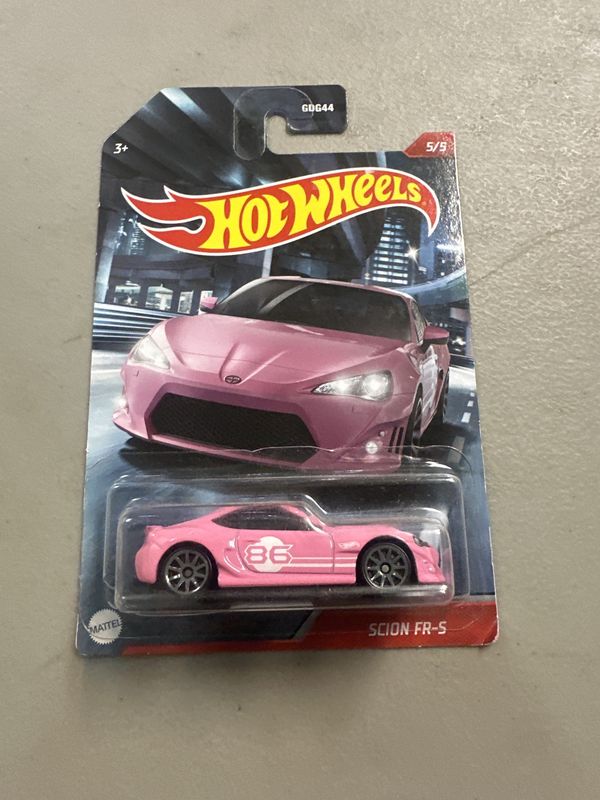 GDG44
3+
5/5
HOT WHEELS
86
MATTEL
SCION FR-S